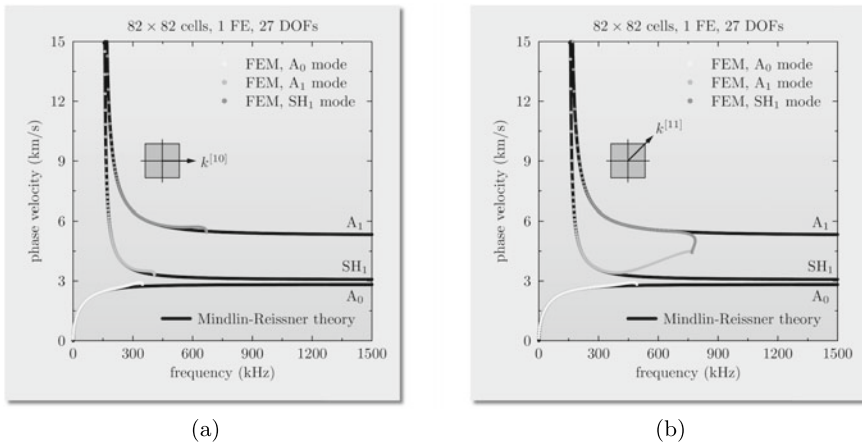 82 × 82 cells, 1 FE, 27 DOFs
15
12
9
6
3
0
phase velocity (km/s)
FEM, A₀ mode
FEM, A₁ mode
FEM, SH₁ mode
k[10]
A₁
SH₁
A₀
Mindlin-Reissner theory
0 300 600 900 1200 1500
frequency (kHz)
(a)
82 × 82 cells, 1 FE, 27 DOFs
15
12
9
6
3
0
phase velocity (km/s)
FEM, A₀ mode
FEM, A₁ mode
FEM, SH₁ mode
k[11]
A₁
SH₁
A₀
Mindlin-Reissner theory
0 300 600 900 1200 1500
frequency (kHz)
(b)